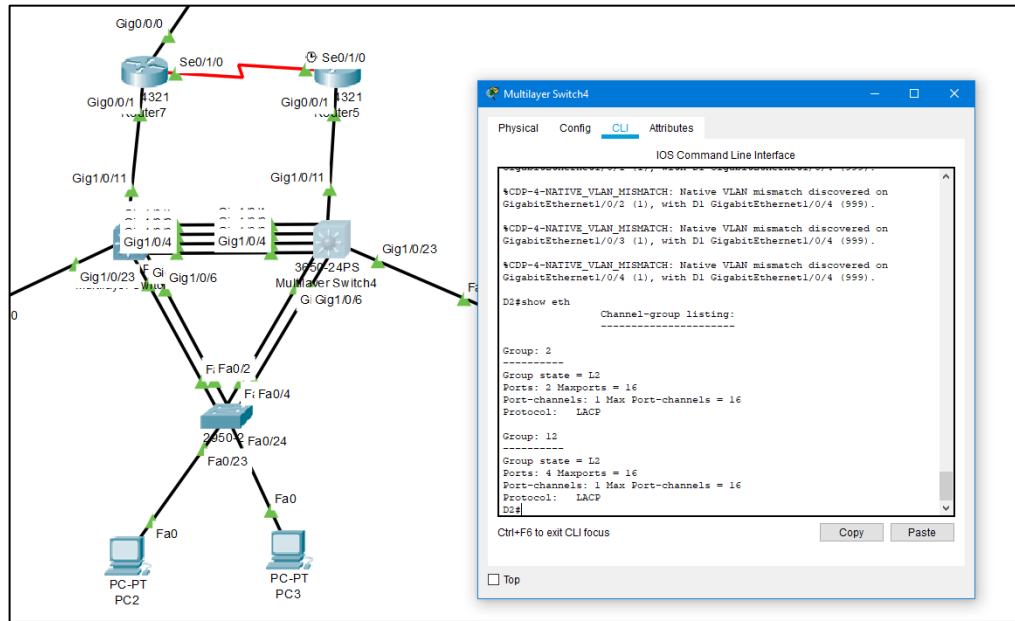 Gig0/0/0
Se0/1/0
Se0/1/0
4321
Gig0/0/1
Router7
4321
Gig0/0/1
Router5
Gig1/0/11
Gig1/0/11
Gig1/0/4
Gig1/0/4
Gig1/0/23
Gig1/0/6
Gig1/0/23
3650-24PS
Multilayer Switch4
Gig1/0/6
Fa0/2
Fa0/4
Fa0/24
Fa0/23
Fa0
Fa0
PC-PT
PC2
PC-PT
PC3
Multilayer Switch4
Physical Config CLI Attributes
IOS Command Line Interface
%CDP-4-NATIVE_VLAN_MISMATCH: Native VLAN mismatch discovered on
GigabitEthernet1/0/2 (1), with D1 GigabitEthernet1/0/4 (999).
%CDP-4-NATIVE_VLAN_MISMATCH: Native VLAN mismatch discovered on
GigabitEthernet1/0/3 (1), with D1 GigabitEthernet1/0/4 (999).
%CDP-4-NATIVE_VLAN_MISMATCH: Native VLAN mismatch discovered on
GigabitEthernet1/0/4 (1), with D1 GigabitEthernet1/0/4 (999).
D2#show eth
Channel-group listing:
----------------------
Group: 2
----------
Group state = L2
Ports: 2 Maxports = 16
Port-channels: 1 Max Port-channels = 16
Protocol: LACP
Group: 12
----------
Group state = L2
Ports: 4 Maxports = 16
Port-channels: 1 Max Port-channels = 16
Protocol: LACP
D2#
Ctrl+F6 to exit CLI focus
Copy Paste
Top